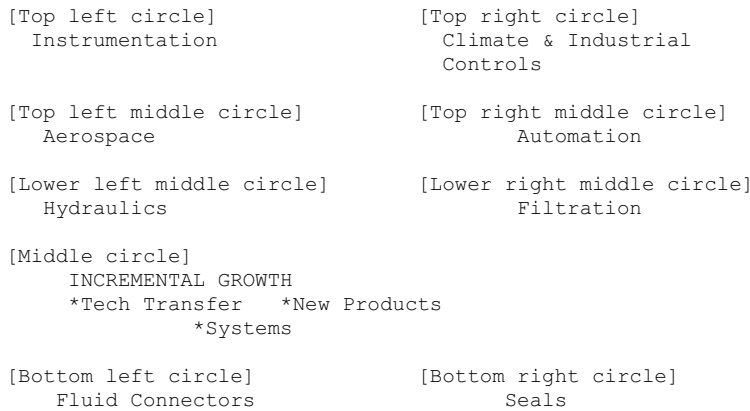 [Top left circle] [Top right circle]
Instrumentation Climate & Industrial
Controls
[Top left middle circle] [Top right middle circle]
Aerospace Automation
[Lower left middle circle] [Lower right middle circle]
Hydraulics Filtration
[Middle circle]
INCREMENTAL GROWTH
*Tech Transfer *New Products
*Systems
[Bottom left circle] [Bottom right circle]
Fluid Connectors Seals